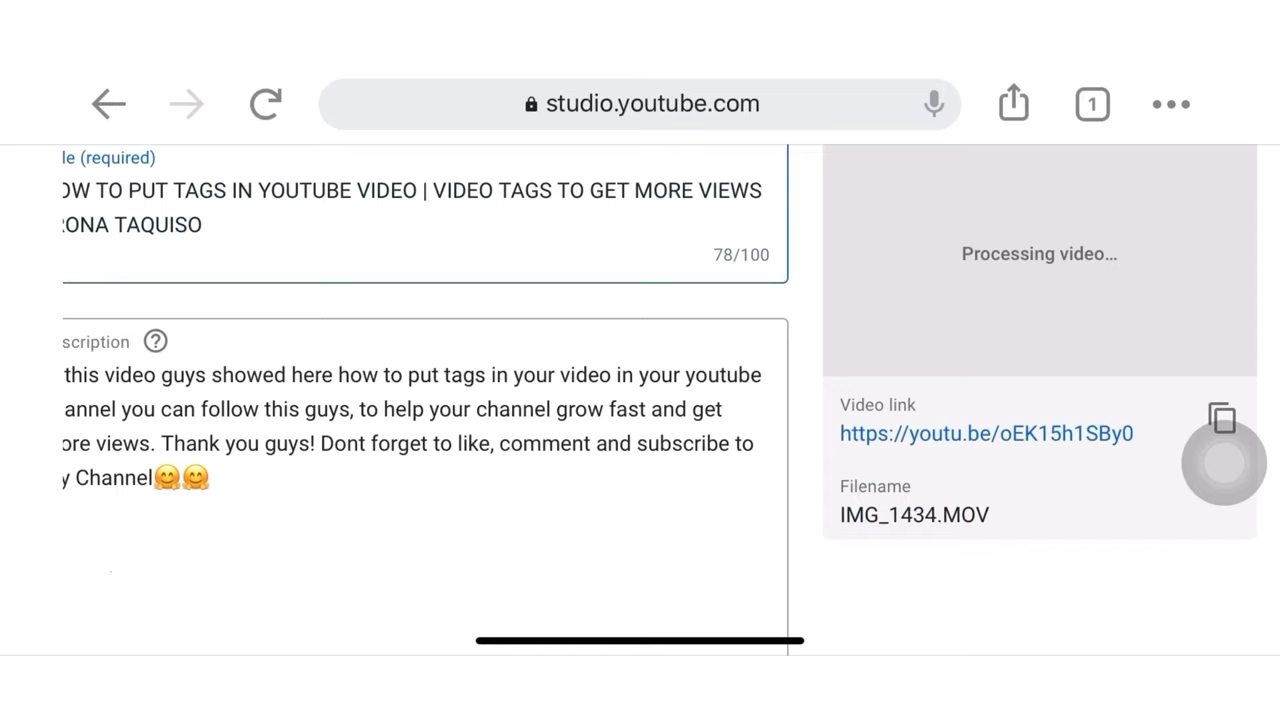 studio.youtube.com
1
le (required)
OW TO PUT TAGS IN YOUTUBE VIDEO | VIDEO TAGS TO GET MORE VIEWS
RONA TAQUISO
78/100
Processing video...
scription ?
this video guys showed here how to put tags in your video in your youtube
annel you can follow this guys, to help your channel grow fast and get
ore views. Thank you guys! Dont forget to like, comment and subscribe to
y Channel🤗🤗
Video link
https://youtu.be/oEK15h1SBy0
Filename
IMG_1434.MOV